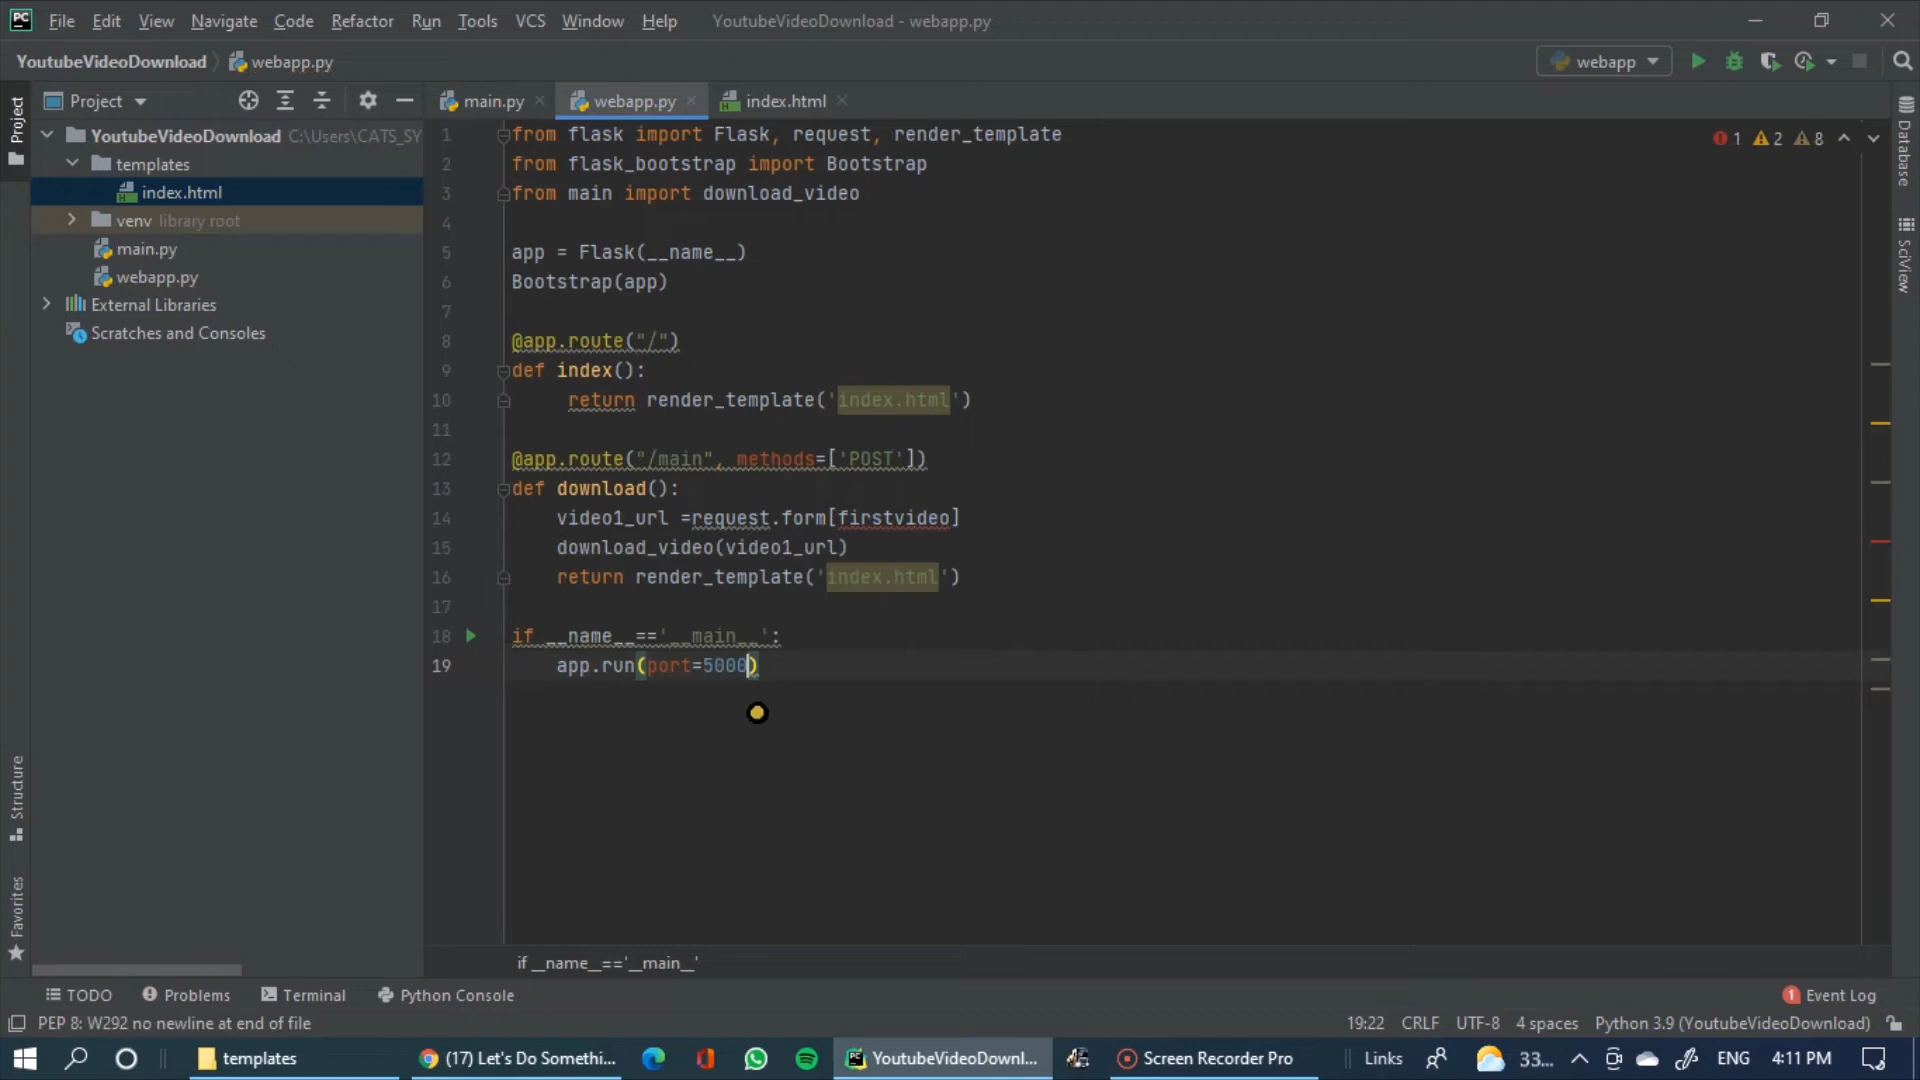 PC File Edit View Navigate Code Refactor Run Tools VCS Window Help YoutubeVideoDownload - webapp.py
YoutubeVideoDownload webapp.py webapp
Project main.py webapp.py index.html
Project
Database
SciView
Structure
Favorites
YoutubeVideoDownload C:\Users\CATS_SY
templates
index.html
venv library root
main.py
webapp.py
External Libraries
Scratches and Consoles
1 2 8
1 from flask import Flask, request, render_template
2 from flask_bootstrap import Bootstrap
3 from main import download_video
4
5 app = Flask(__name__)
6 Bootstrap(app)
7
8 @app.route("/")
9 def index():
10 return render_template('index.html')
11
12 @app.route("/main", methods=['POST'])
13 def download():
14 video1_url =request.form[firstvideo]
15 download_video(video1_url)
16 return render_template('index.html')
17
18 if __name__=='__main__':
19 app.run(port=5000)
if __name__=='__main__'
TODO Problems Terminal Python Console 1 Event Log
PEP 8: W292 no newline at end of file 19:22 CRLF UTF-8 4 spaces Python 3.9 (YoutubeVideoDownload)
templates (17) Let's Do Somethi... YoutubeVideoDownl... Screen Recorder Pro Links 33... ENG 4:11 PM